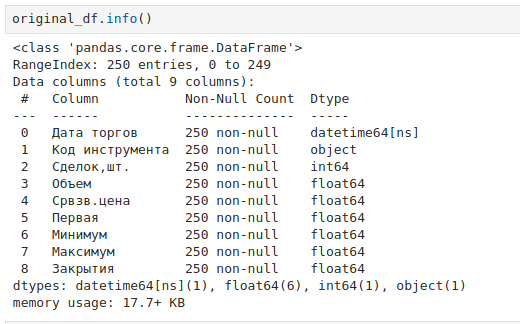 original_df.info()
<class 'pandas.core.frame.DataFrame'>
RangeIndex: 250 entries, 0 to 249
Data columns (total 9 columns):
 #   Column          Non-Null Count  Dtype
---  ------          --------------  -----
 0   Дата торгов     250 non-null    datetime64[ns]
 1   Код инструмента  250 non-null    object
 2   Сделок,шт.      250 non-null    int64
 3   Объем           250 non-null    float64
 4   Срвзв.цена      250 non-null    float64
 5   Первая          250 non-null    float64
 6   Минимум         250 non-null    float64
 7   Максимум        250 non-null    float64
 8   Закрытия        250 non-null    float64
dtypes: datetime64[ns](1), float64(6), int64(1), object(1)
memory usage: 17.7+ KB